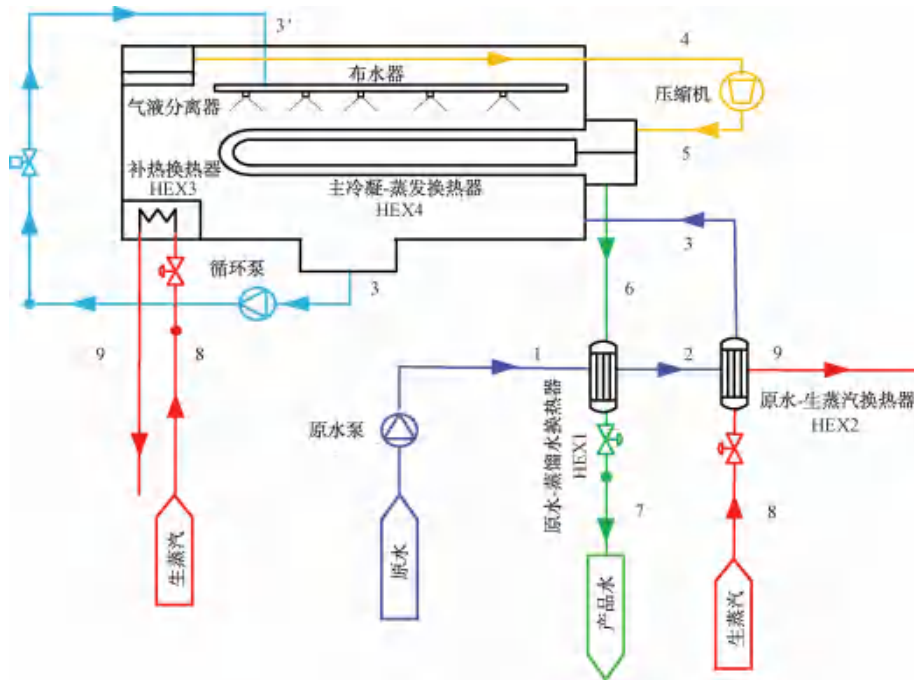 3'
4
布水器
压缩机
气液分离器
5
补热换热器
HEX3
主冷凝-蒸发换热器
HEX4
3
循环泵
3
6
9
8
1
2
9
原水-生蒸汽换热器
HEX2
原水泵
原水-蒸馏水换热器
HEX1
7
8
生蒸汽
原水
产品水
生蒸汽